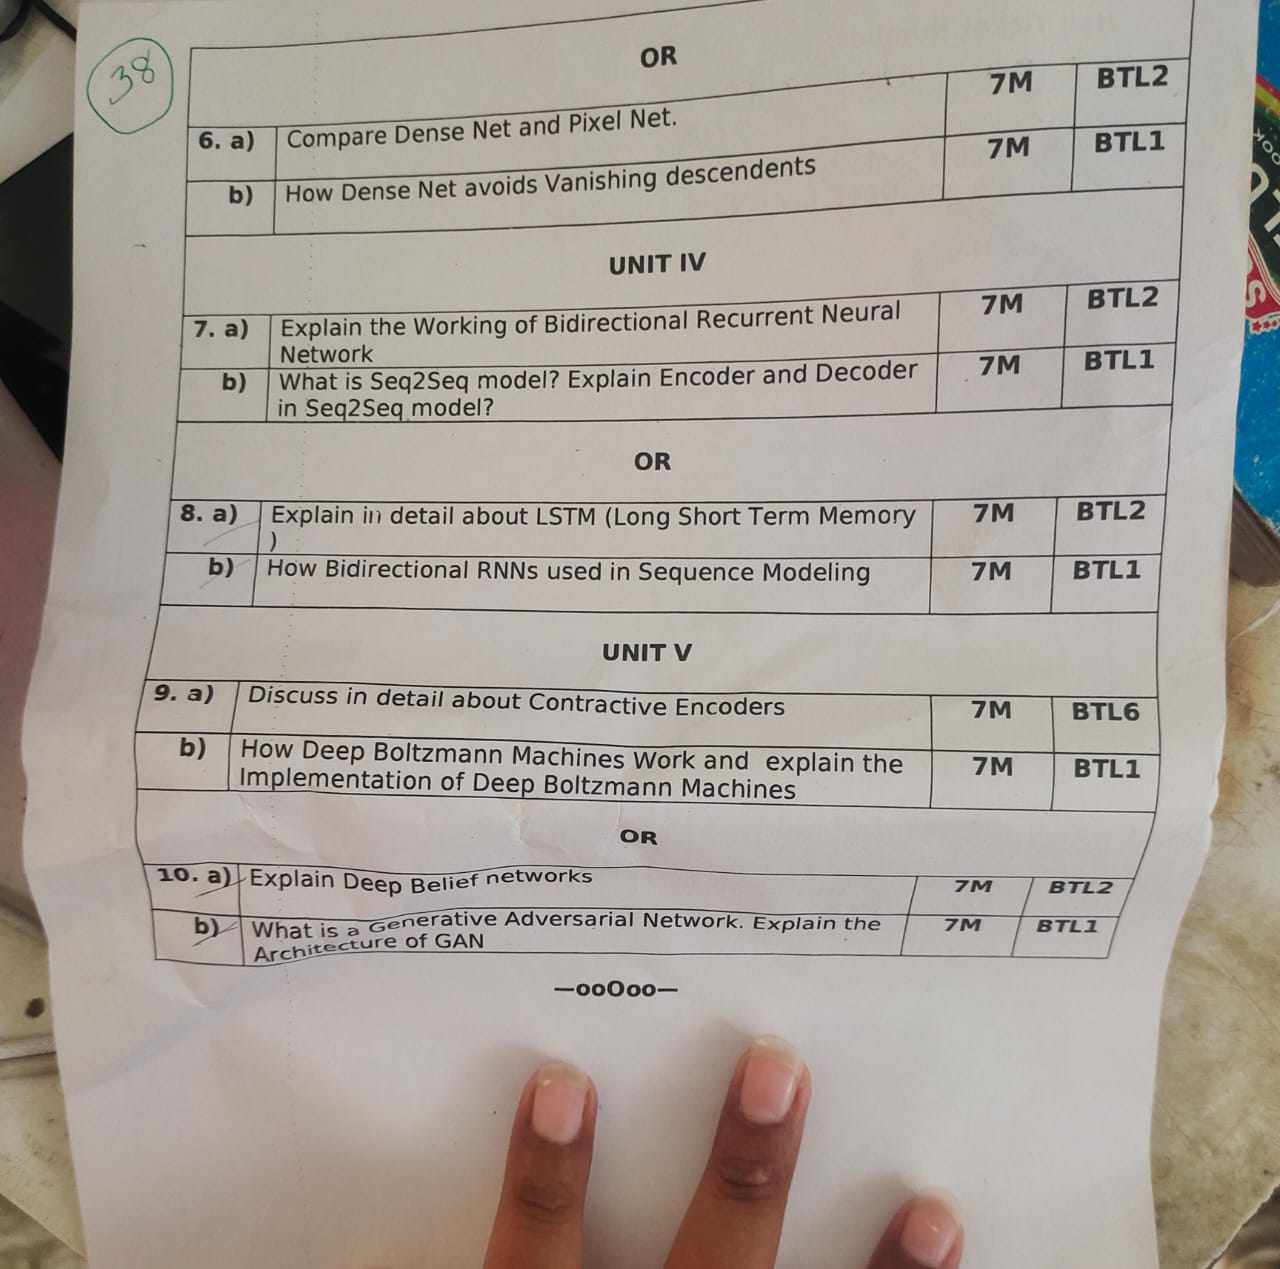 38
OR
6. a) Compare Dense Net and Pixel Net. 7M BTL2
b) How Dense Net avoids Vanishing descendents 7M BTL1
UNIT IV
7. a) Explain the Working of Bidirectional Recurrent Neural 7M BTL2
Network
b) What is Seq2Seq model? Explain Encoder and Decoder 7M BTL1
in Seq2Seq model?
OR
8. a) Explain in detail about LSTM (Long Short Term Memory 7M BTL2
)
b) How Bidirectional RNNs used in Sequence Modeling 7M BTL1
UNIT V
9. a) Discuss in detail about Contractive Encoders 7M BTL6
b) How Deep Boltzmann Machines Work and explain the 7M BTL1
Implementation of Deep Boltzmann Machines
OR
10. a) Explain Deep Belief networks 7M BTL2
b) What is a Generative Adversarial Network. Explain the 7M BTL1
Architecture of GAN
—ooOoo—